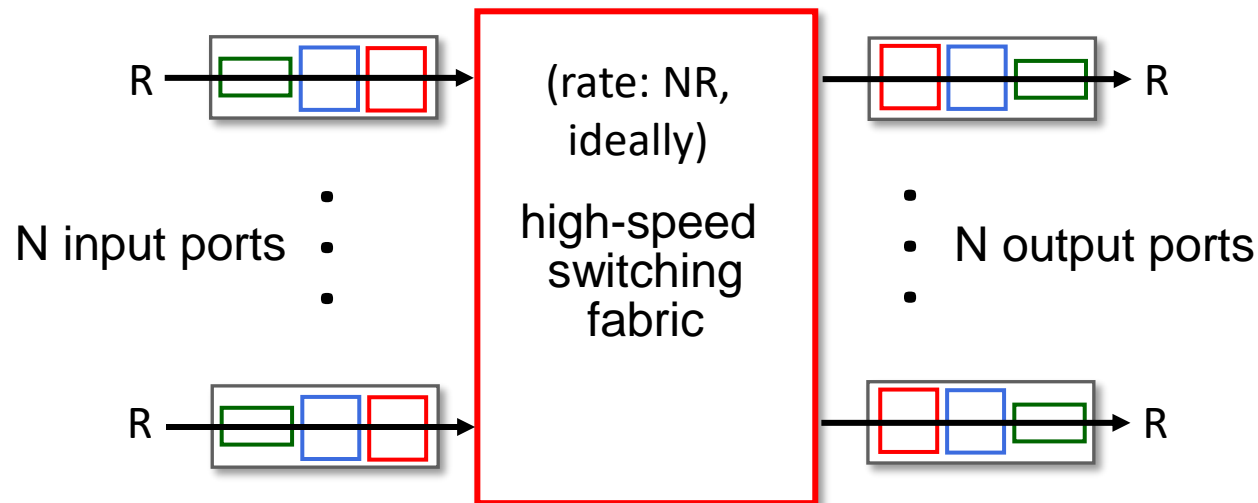 R
(rate: NR,
ideally)
R
N input ports
high-speed
switching
fabric
N output ports
R
R